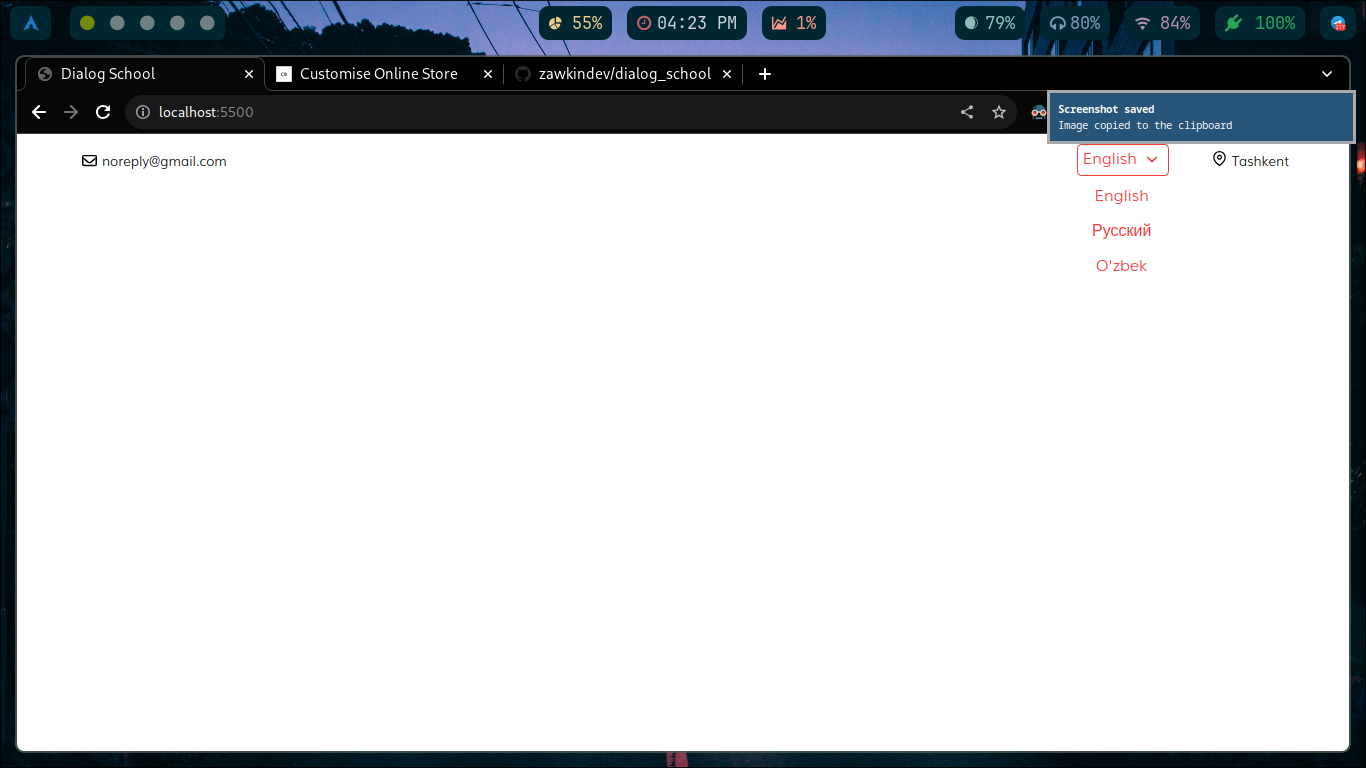 55%
04:23 PM
1%
79%
80%
84%
100%
Dialog School
Customise Online Store
zawkindev/dialog_school
localhost:5500
Screenshot saved
Image copied to the clipboard
noreply@gmail.com
English
Tashkent
English
Русский
O'zbek